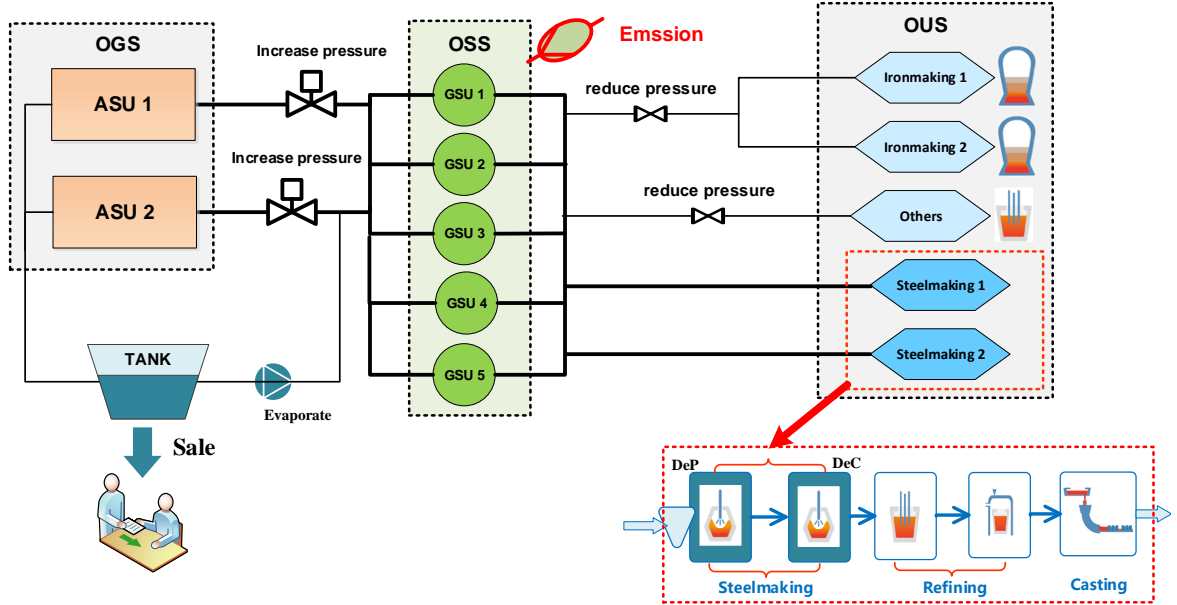 OGS
ASU 1
ASU 2
Increase pressure
Increase pressure
TANK
Evaporate
Sale
OSS
GSU 1
GSU 2
GSU 3
GSU 4
GSU 5
Emssion
reduce pressure
reduce pressure
OUS
Ironmaking 1
Ironmaking 2
Others
Steelmaking 1
Steelmaking 2
DeP
DeC
Steelmaking
Refining
Casting